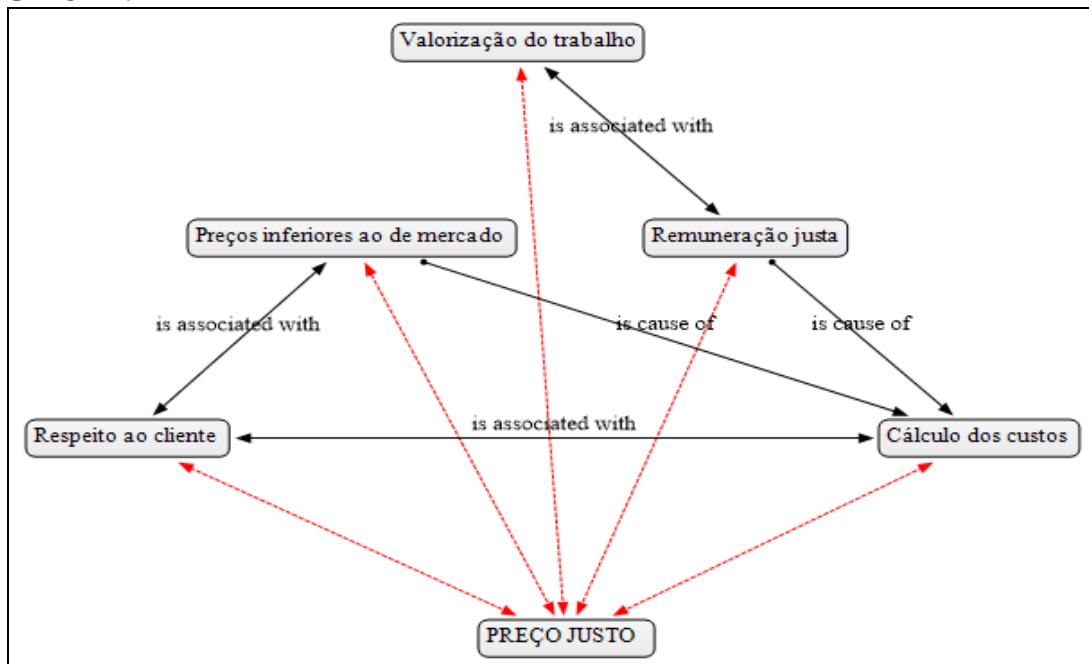 Valorização do trabalho
is associated with
Preços inferiores ao de mercado
Remuneração justa
is associated with
is cause of
is cause of
Respeito ao cliente
is associated with
Cálculo dos custos
PREÇO JUSTO